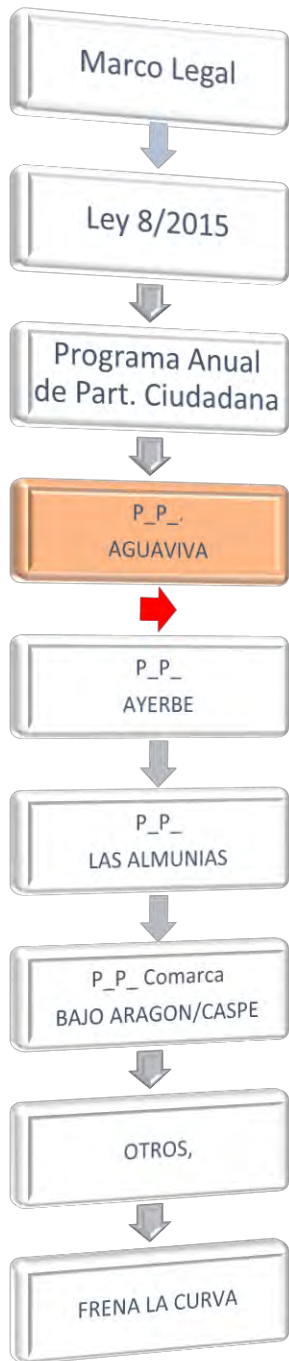 Marco Legal
Ley 8/2015
Programa Anual
de Part. Ciudadana
P_P_.
AGUAVIVA
P_P_
AYERBE
P_P_
LAS ALMUNIAS
P_P_ Comarca
BAJO ARAGON/CASPE
OTROS,
FRENA LA CURVA